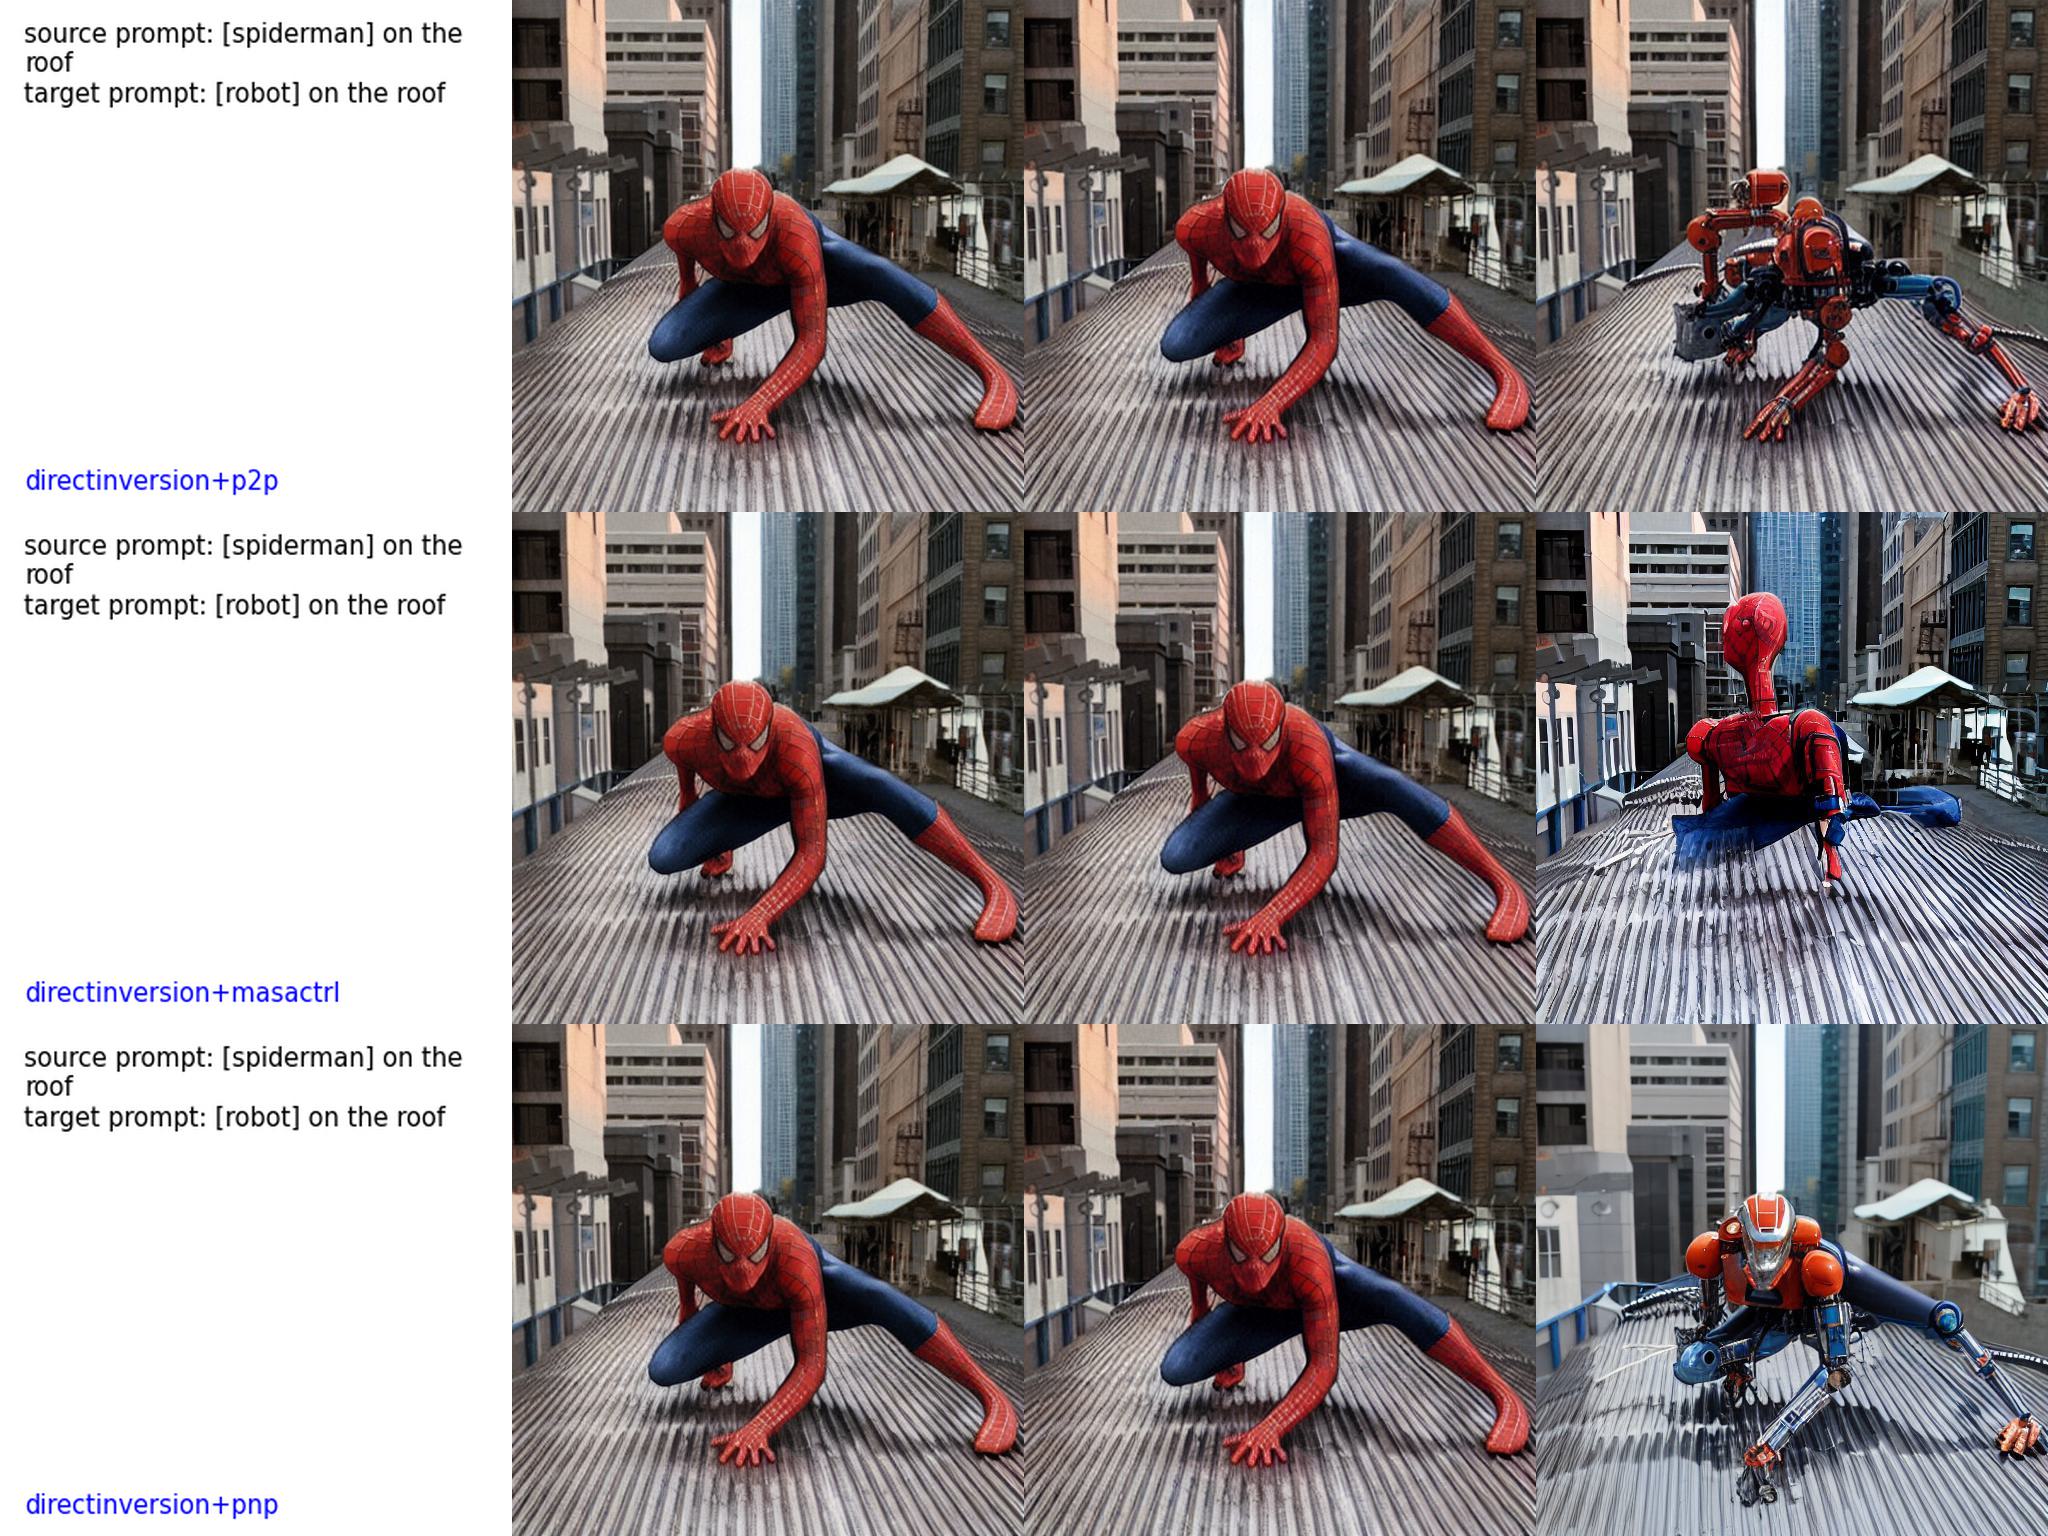 source prompt: [spiderman] on the
roof
target prompt: [robot] on the roof
directinversion+p2p
source prompt: [spiderman] on the
roof
target prompt: [robot] on the roof
directinversion+masactrl
source prompt: [spiderman] on the
roof
target prompt: [robot] on the roof
directinversion+pnp